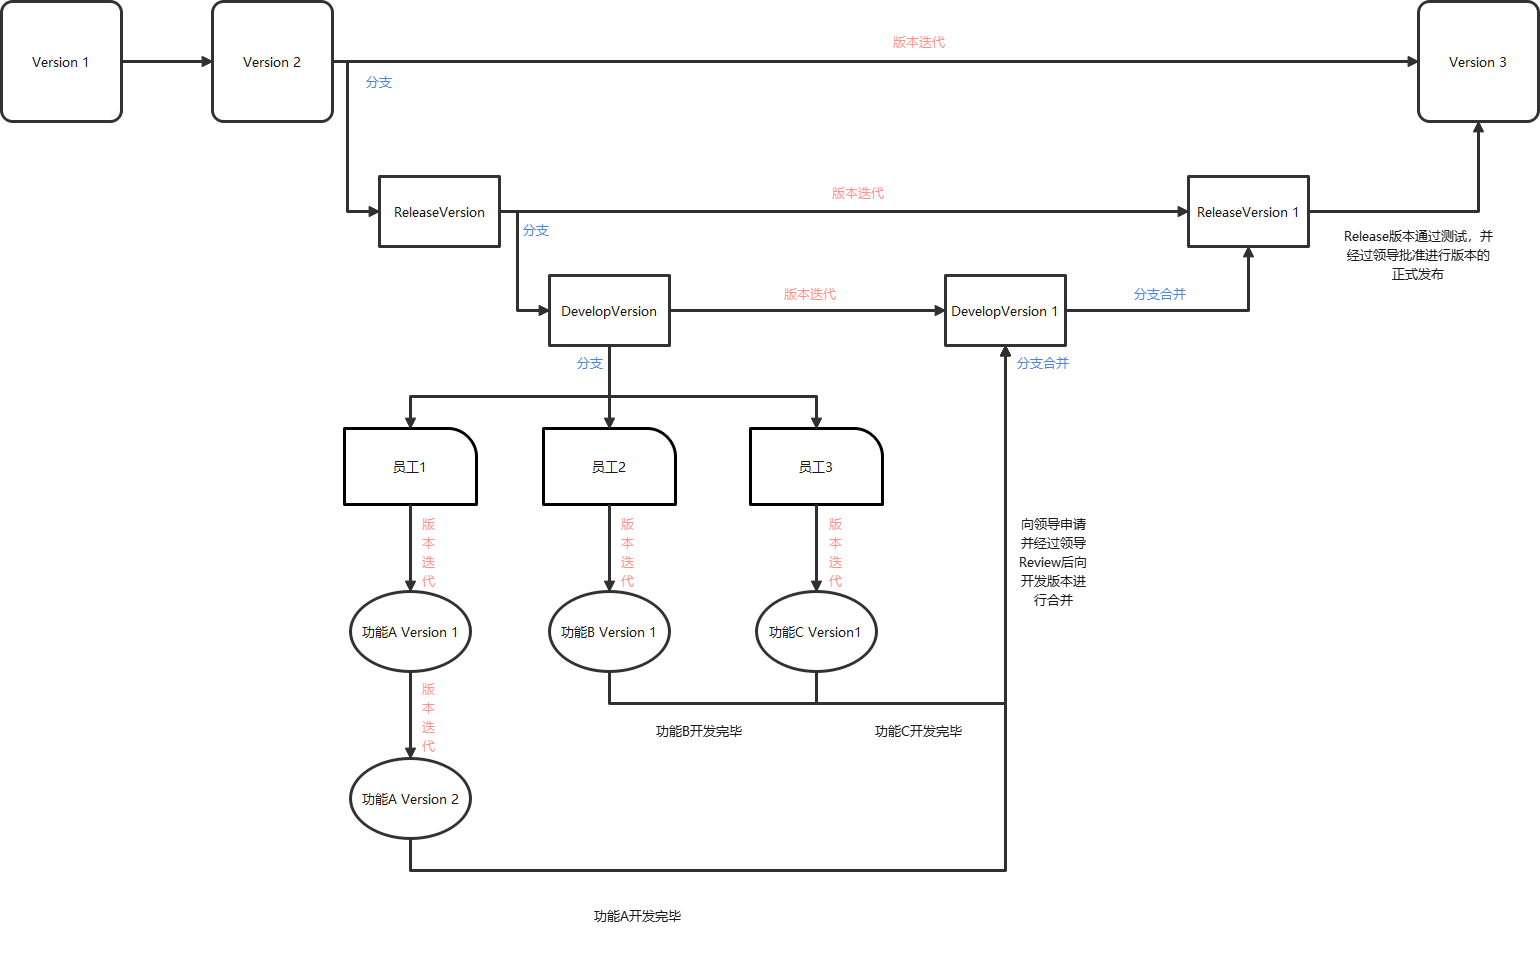 Version 1
Version 2
版本迭代
Version 3
分支
ReleaseVersion
版本迭代
ReleaseVersion 1
分支
Release版本通过测试，并
经过领导批准进行版本的
正式发布
DevelopVersion
版本迭代
DevelopVersion 1
分支合并
分支
分支合并
员工1
员工2
员工3
版
本
迭
代
版
本
迭
代
版
本
迭
代
向领导申请
并经过领导
Review后向
开发版本进
行合并
功能A Version 1
功能B Version 1
功能C Version1
版
本
迭
代
功能B开发完毕
功能C开发完毕
功能A Version 2
功能A开发完毕